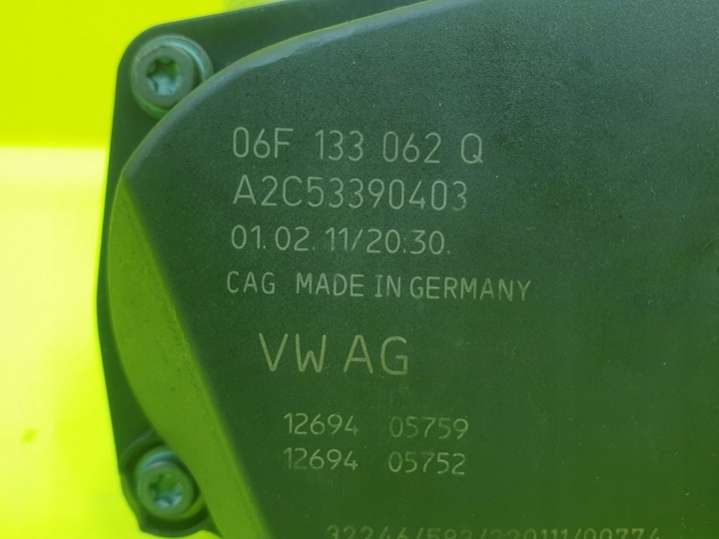 06F 133 062 Q
A2C53390403
01.02.11/20:30.
CAG MADE IN GERMANY
VW AG
12694 05759
12694 05752